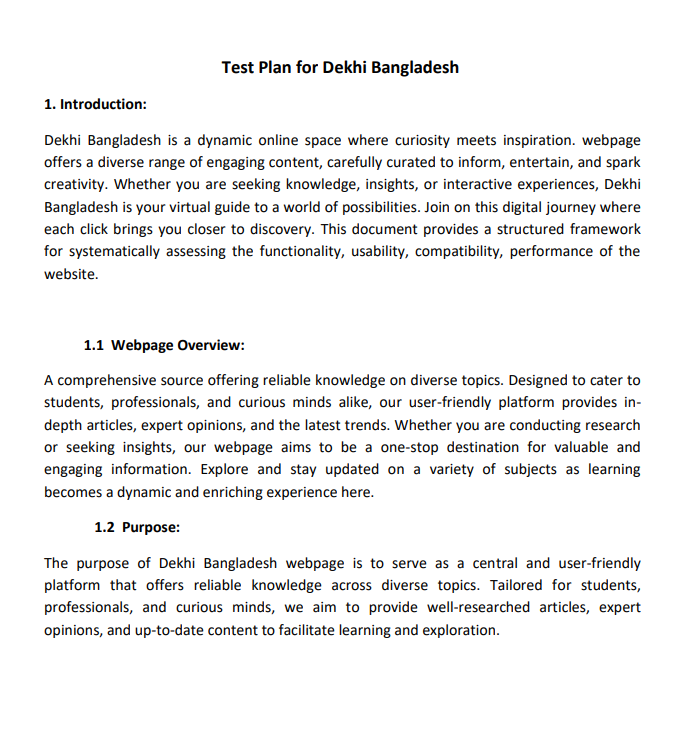 Test Plan for Dekhi Bangladesh
1. Introduction:
Dekhi Bangladesh is a dynamic online space where curiosity meets inspiration. webpage
offers a diverse range of engaging content, carefully curated to inform, entertain, and spark
creativity. Whether you are seeking knowledge, insights, or interactive experiences, Dekhi
Bangladesh is your virtual guide to a world of possibilities. Join on this digital journey where
each click brings you closer to discovery. This document provides a structured framework
for systematically assessing the functionality, usability, compatibility, performance of the
website.
1.1 Webpage Overview:
A comprehensive source offering reliable knowledge on diverse topics. Designed to cater to
students, professionals, and curious minds alike, our user-friendly platform provides in-
depth articles, expert opinions, and the latest trends. Whether you are conducting research
or seeking insights, our webpage aims to be a one-stop destination for valuable and
engaging information. Explore and stay updated on a variety of subjects as learning
becomes a dynamic and enriching experience here.
1.2 Purpose:
The purpose of Dekhi Bangladesh webpage is to serve as a central and user-friendly
platform that offers reliable knowledge across diverse topics. Tailored for students,
professionals, and curious minds, we aim to provide well-researched articles, expert
opinions, and up-to-date content to facilitate learning and exploration.